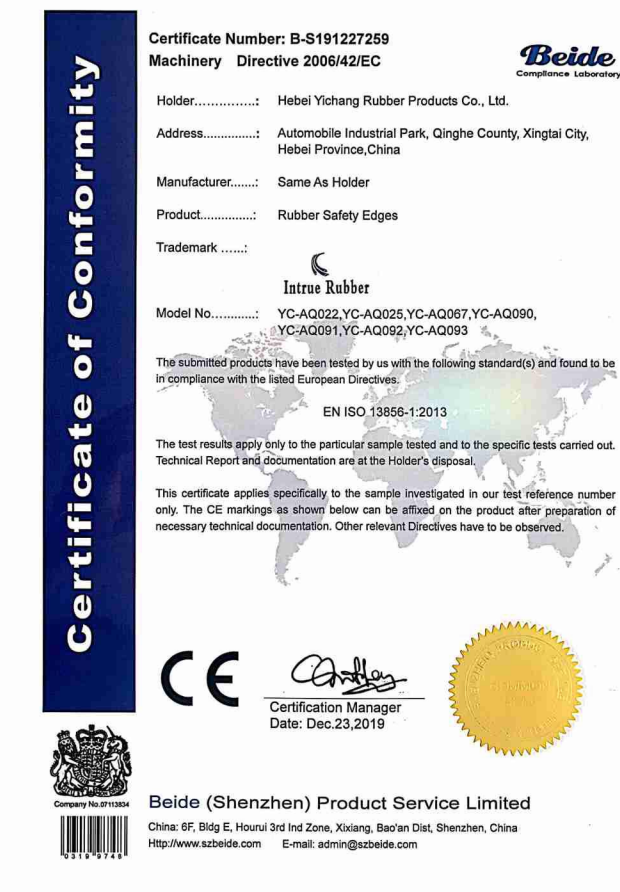 Certificate of Conformity
Certificate Number: B-S191227259
Machinery Directive 2006/42/EC
Beide
Compliance Laboratory
Holder...............: Hebei Yichang Rubber Products Co., Ltd.
Address..............: Automobile Industrial Park, Qinghe County, Xingtai City,
Hebei Province,China
Manufacturer.......: Same As Holder
Product..............: Rubber Safety Edges
Trademark ......:
Intrue Rubber
Model No............: YC-AQ022,YC-AQ025,YC-AQ067,YC-AQ090,
YC-AQ091,YC-AQ092,YC-AQ093
The submitted products have been tested by us with the following standard(s) and found to be
in compliance with the listed European Directives.
EN ISO 13856-1:2013
The test results apply only to the particular sample tested and to the specific tests carried out.
Technical Report and documentation are at the Holder's disposal.
This certificate applies specifically to the sample investigated in our test reference number
only. The CE markings as shown below can be affixed on the product after preparation of
necessary technical documentation. Other relevant Directives have to be observed.
CE
Certification Manager
Date: Dec.23,2019
Company No.07113834
0319 9748
Beide (Shenzhen) Product Service Limited
China: 6F, Bldg E, Hourui 3rd Ind Zone, Xixiang, Bao'an Dist, Shenzhen, China
Http://www.szbeide.com E-mail: admin@szbeide.com